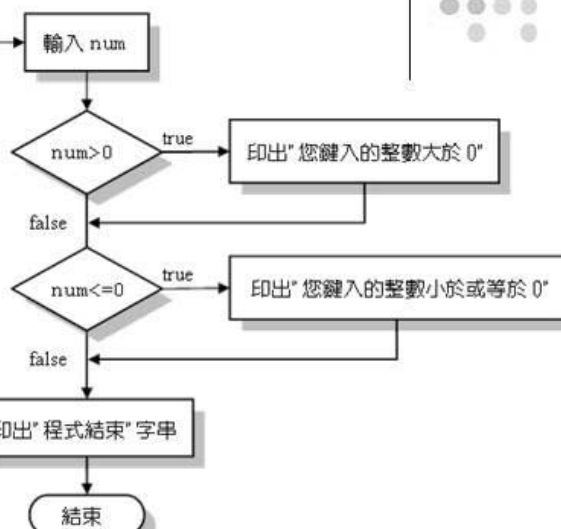 輸入 num
num>0
true
印出"您鍵入的整數大於 0"
false
num<=0
true
印出"您鍵入的整數小於或等於 0"
false
印出"程式結束"字串
結束